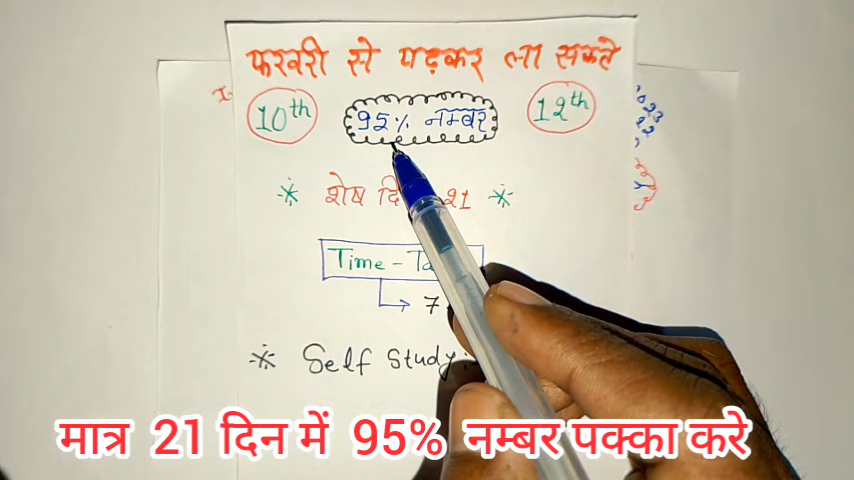 फरवरी से पढ़कर ला सकते
10th 95% नम्बर 12th
* शेष 21 *
Time -
7
* Self Study:
मात्र 21 दिन में 95% नम्बर पक्का करे